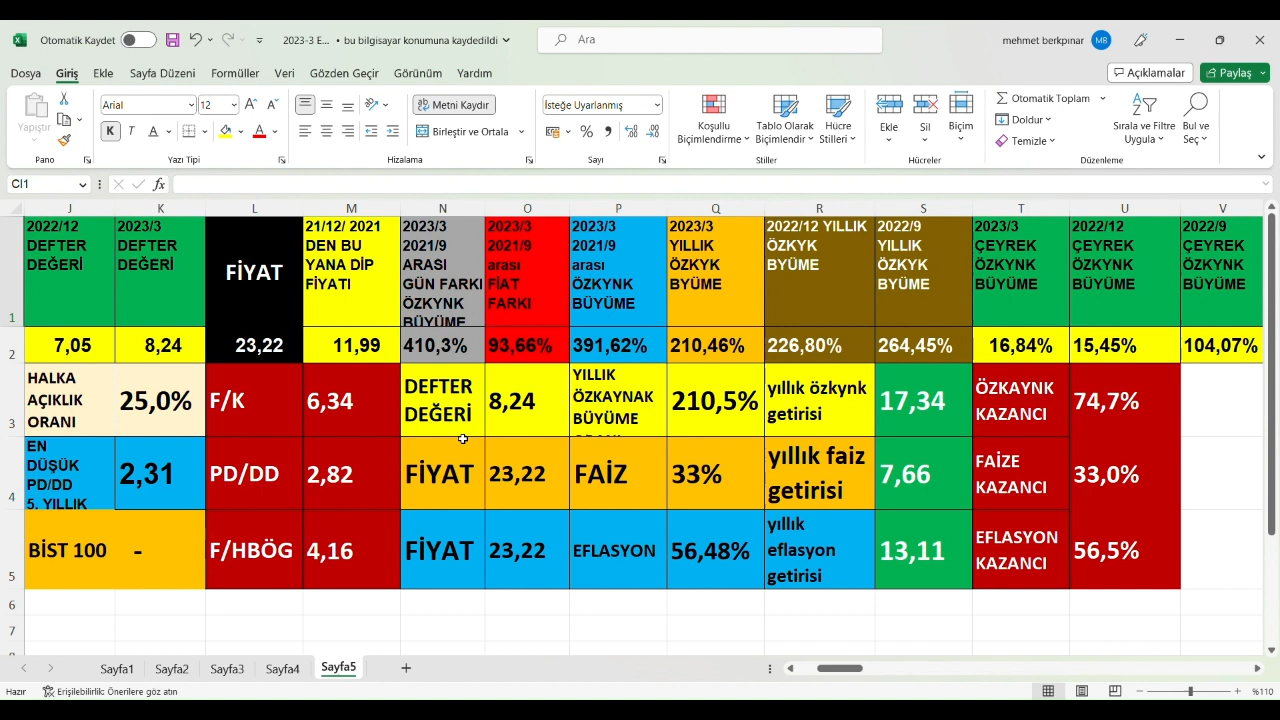 Otomatik Kaydet
2023-3 E... • bu bilgisayar konumuna kaydedildi
Ara
mehmet berkpınar
MB
Dosya Giriş Ekle Sayfa Düzeni Formüller Veri Gözden Geçir Görünüm Yardım
Açıklamalar
Paylaş
Yapıştır
Pano
Arial
12
K T A
A
Yazı Tipi
Metni Kaydır
Birleştir ve Ortala
Hizalama
İsteğe Uyarlanmış
Sayı
Koşullu
Biçimlendirme
Tablo Olarak
Biçimlendir
Hücre
Stilleri
Stiller
Ekle
Sil
Biçim
Hücreler
Otomatik Toplam
Doldur
Temizle
Sırala ve Filtre
Uygula
Bul ve
Seç
Düzenleme
CI1
fx
J K L M N O P Q R S T U V
1
2022/12
DEFTER
DEĞERİ
2023/3
DEFTER
DEĞERİ
FİYAT
21/12/ 2021
DEN BU
YANA DİP
FİYATI
2023/3
2021/9
ARASI
GÜN FARKI
ÖZKYNK
BÜYÜME
2023/3
2021/9
arası
FİAT
FARKI
2023/3
2021/9
arası
ÖZKYNK
BÜYÜME
2023/3
YILLIK
ÖZKYK
BYÜME
2022/12 YILLIK
ÖZKYK
BYÜME
2022/9
YILLIK
ÖZKYK
BYÜME
2023/3
ÇEYREK
ÖZKYNK
BÜYÜME
2022/12
ÇEYREK
ÖZKYNK
BÜYÜME
2022/9
ÇEYREK
ÖZKYNK
BÜYÜME
2
7,05 8,24 23,22 11,99 410,3% 93,66% 391,62% 210,46% 226,80% 264,45% 16,84% 15,45% 104,07%
3
HALKA
AÇIKLIK
ORANI
25,0%
F/K
6,34
DEFTER
DEĞERİ
8,24
YILLIK
ÖZKAYNAK
BÜYÜME
210,5%
yıllık özkynk
getirisi
17,34
ÖZKAYNK
KAZANCI
74,7%
4
EN
DÜŞÜK
PD/DD
5. YILLIK
2,31
PD/DD
2,82
FİYAT
23,22
FAİZ
33%
yıllık faiz
getirisi
7,66
FAİZE
KAZANCI
33,0%
5
BİST 100
-
F/HBÖG
4,16
FİYAT
23,22
EFLASYON
56,48%
yıllık
eflasyon
getirisi
13,11
EFLASYON
KAZANCI
56,5%
6
7
Sayfa1 Sayfa2 Sayfa3 Sayfa4 Sayfa5
Hazır
Erişilebilirlik: Önerilere göz atın
%110